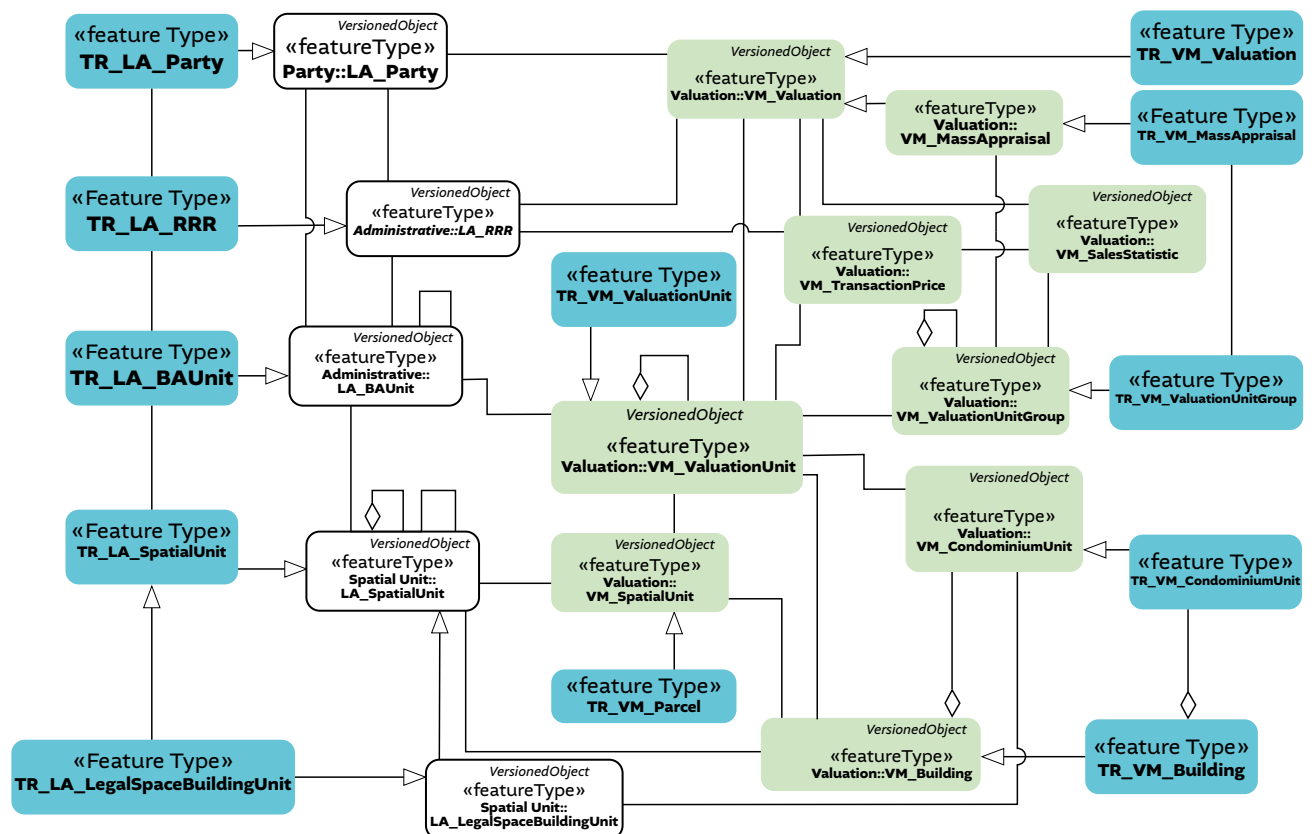 «feature Type»
TR_LA_Party
VersionedObject
«featureType»
Party::LA_Party
VersionedObject
«featureType»
Valuation::VM_Valuation
«feature Type»
TR_VM_Valuation
«featureType»
Valuation::
VM_MassAppraisal
«Feature Type»
TR_VM_MassAppraisal
«Feature Type»
TR_LA_RRR
VersionedObject
«featureType»
Administrative::LA_RRR
VersionedObject
«featureType»
Valuation::
VM_SalesStatistic
VersionedObject
«featureType»
Valuation::
VM_TransactionPrice
«feature Type»
TR_VM_ValuationUnit
«Feature Type»
TR_LA_BAUnit
VersionedObject
«featureType»
Administrative::
LA_BAUnit
VersionedObject
«featureType»
Valuation::
VM_ValuationUnitGroup
«feature Type»
TR_VM_ValuationUnitGroup
VersionedObject
«featureType»
Valuation::VM_ValuationUnit
VersionedObject
«featureType»
Valuation::
VM_CondominiumUnit
«Feature Type»
TR_LA_SpatialUnit
VersionedObject
«featureType»
Spatial Unit::
LA_SpatialUnit
VersionedObject
«featureType»
Valuation::
VM_SpatialUnit
«feature Type»
TR_VM_CondominiumUnit
«feature Type»
TR_VM_Parcel
VersionedObject
«featureType»
Valuation::VM_Building
«feature Type»
TR_VM_Building
«Feature Type»
TR_LA_LegalSpaceBuildingUnit
VersionedObject
«featureType»
Spatial Unit::
LA_LegalSpaceBuildingUnit